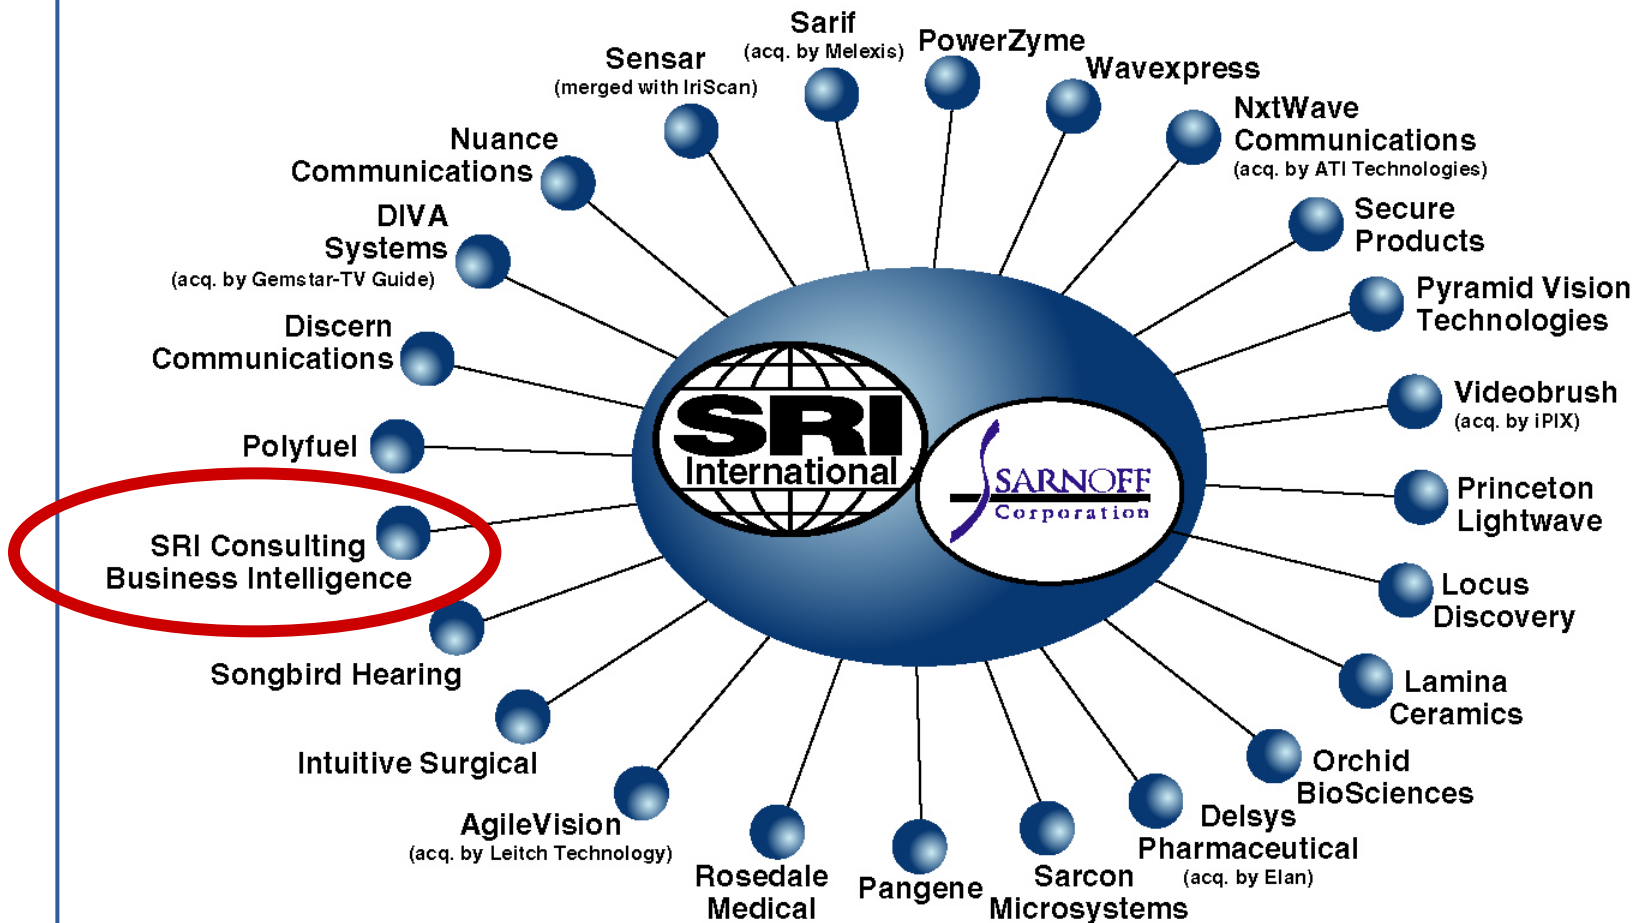 Sarif
(acq. by Melexis)
PowerZyme
Wavexpress
NxtWave
Communications
(acq. by ATI Technologies)
Secure
Products
Pyramid Vision
Technologies
Videobrush
(acq. by iPIX)
Princeton
Lightwave
Locus
Discovery
Lamina
Ceramics
Orchid
BioSciences
Delsys
Pharmaceutical
(acq. by Elan)
Sarcon
Microsystems
Pangene
Rosedale
Medical
AgileVision
(acq. by Leitch Technology)
Intuitive Surgical
Songbird Hearing
SRI Consulting
Business Intelligence
Polyfuel
Discern
Communications
DIVA
Systems
(acq. by Gemstar-TV Guide)
Nuance
Communications
Sensar
(merged with IriScan)
SRI
International
SARNOFF
Corporation